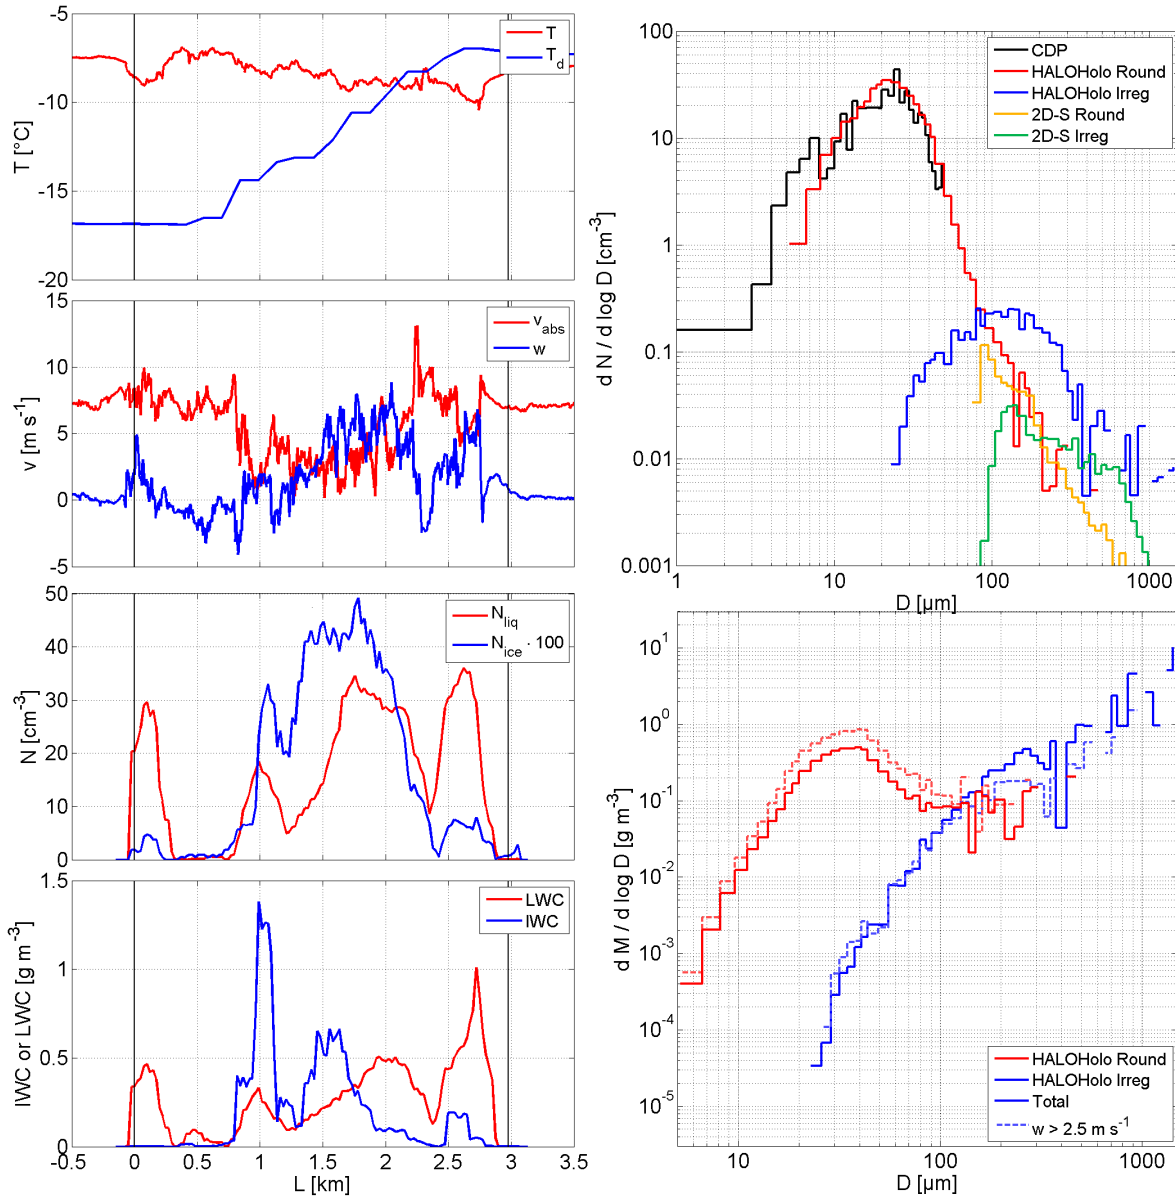 -5
-10
-15
-20
T [°C]
T
T_d
15
10
5
0
-5
v [m s⁻¹]
v_abs
w
50
40
30
20
10
0
N [cm⁻³]
N_liq
N_ice · 100
1.5
1
0.5
0
IWC or LWC [g m⁻³]
LWC
IWC
-0.5 0 0.5 1 1.5 2 2.5 3 3.5
L [km]
100
10
1
0.1
0.01
0.001
d N / d log D [cm⁻³]
CDP
HALOHolo Round
HALOHolo Irreg
2D-S Round
2D-S Irreg
1 10 100 1000
D [µm]
10¹
10⁰
10⁻¹
10⁻²
10⁻³
10⁻⁴
10⁻⁵
d M / d log D [g m⁻³]
HALOHolo Round
HALOHolo Irreg
Total
w > 2.5 m s⁻¹
10 100 1000
D [µm]